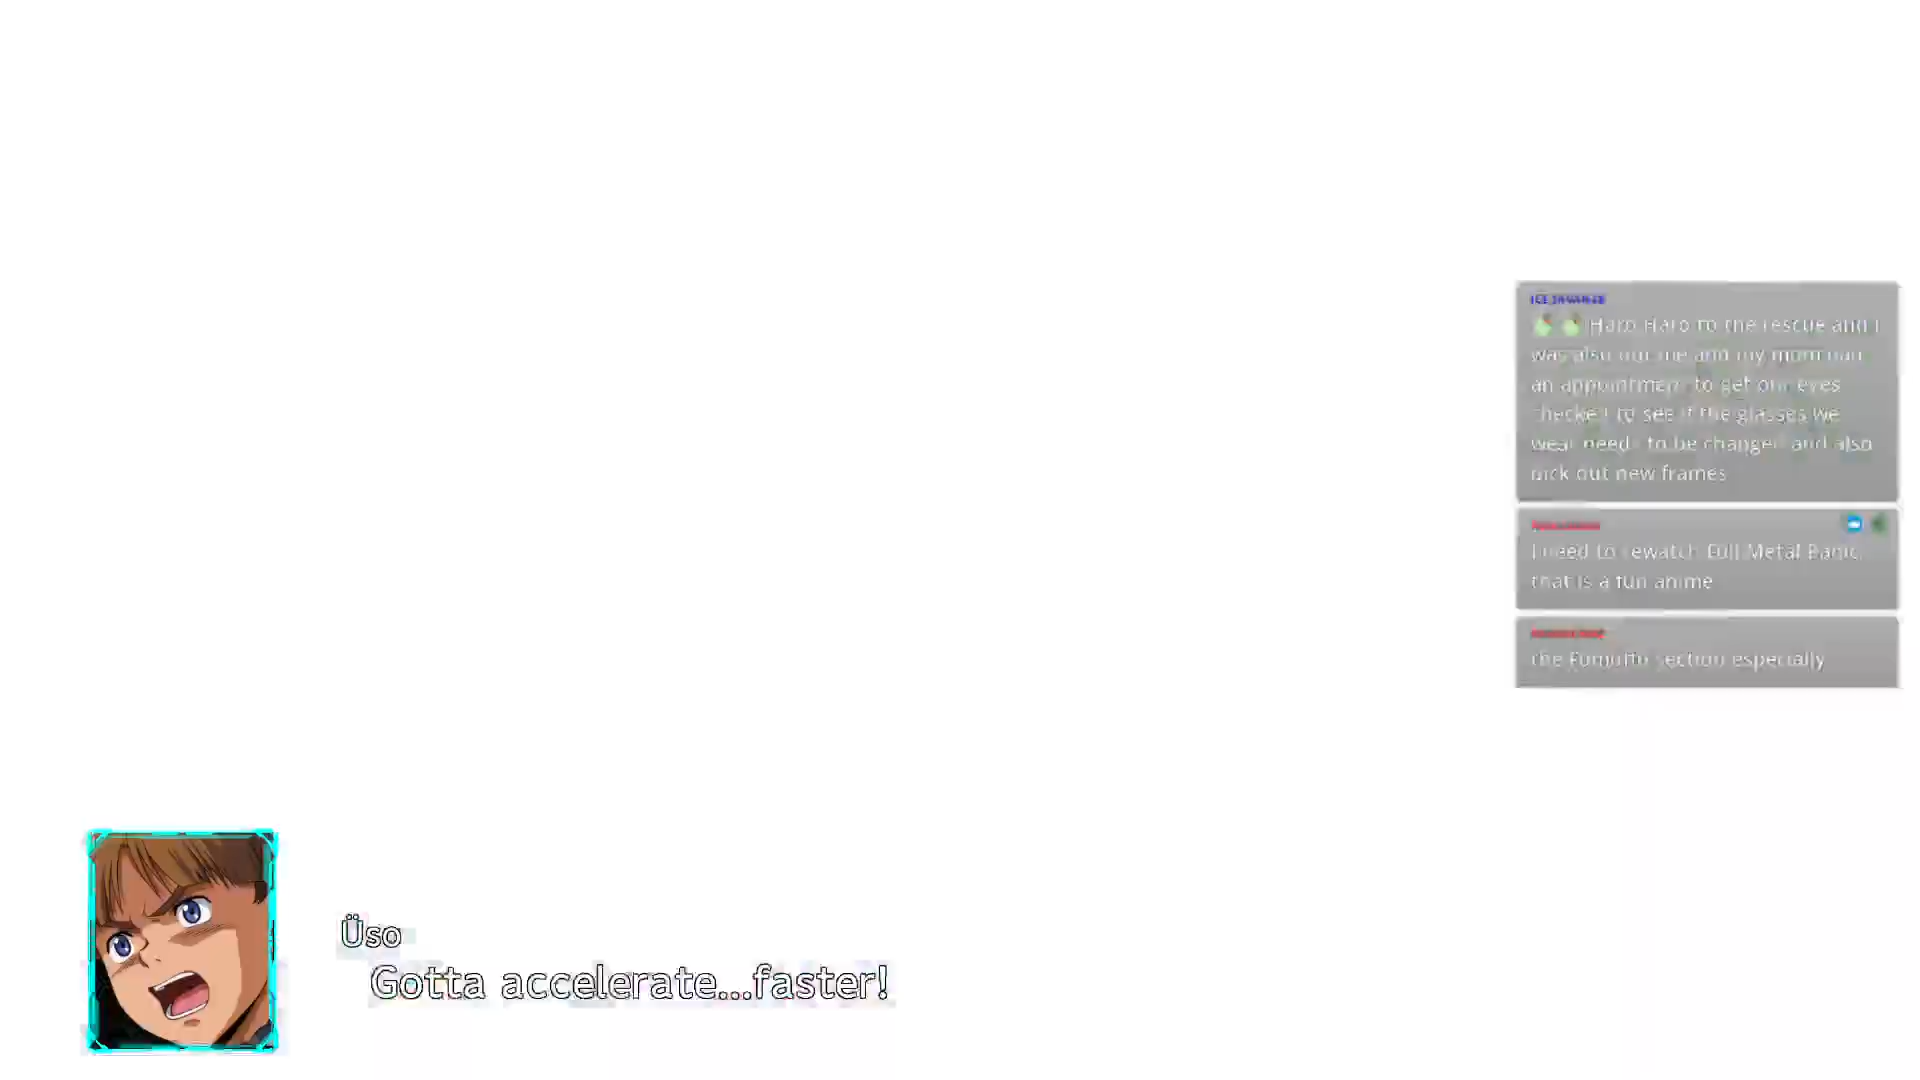 Haro Haro to the rescue and I
was also out me and my mom had
an appointment to get our eyes
checked to see if the glasses we
wear needs to be changed and also
pick out new frames
I need to rewatch Full Metal Panic,
that is a fun anime
the Fumoffu section especially
Üso
Gotta accelerate...faster!